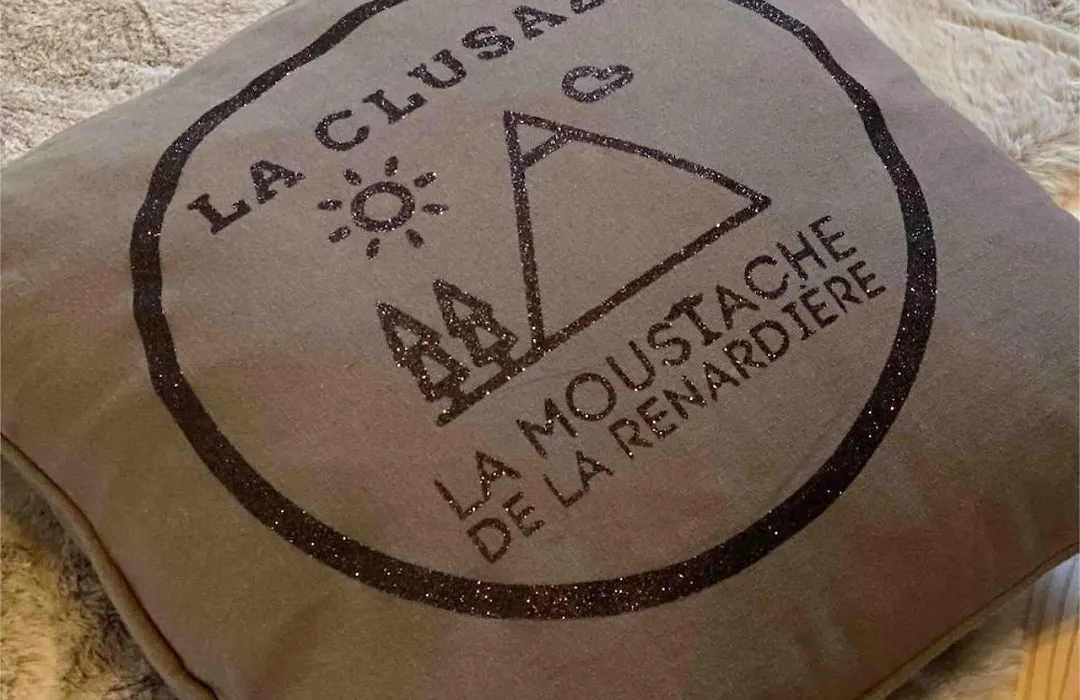 LA CLUSA
LA MOUSTACHE
DE LA RENARDIÈRE